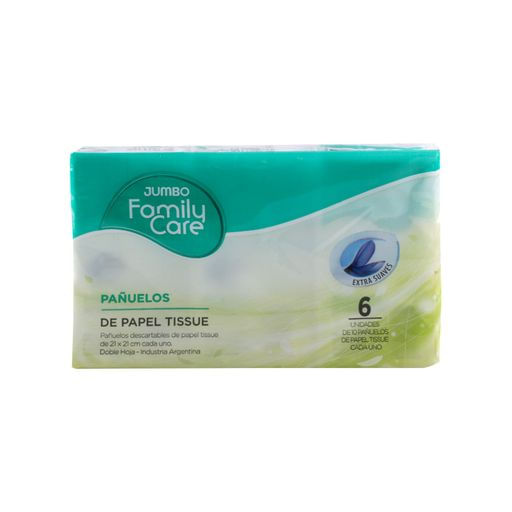 JUMBO
Family
Care
PAÑUELOS
DE PAPEL TISSUE
Pañuelos descartables de papel tissue
de 21 x 21 cm cada uno.
Doble Hoja - Industria Argentina
EXTRA SUAVES
6
UNIDADES
DE 10 PAÑUELOS
DE PAPEL TISSUE
CADA UNO